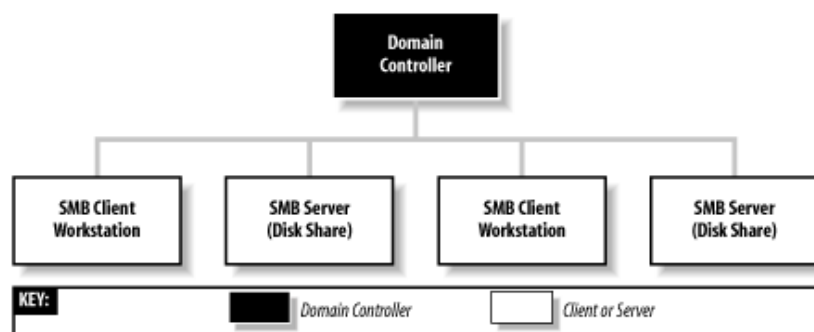 Domain
Controller
SMB Client
Workstation
SMB Server
(Disk Share)
SMB Client
Workstation
SMB Server
(Disk Share)
KEY:
Domain Controller
Client or Server